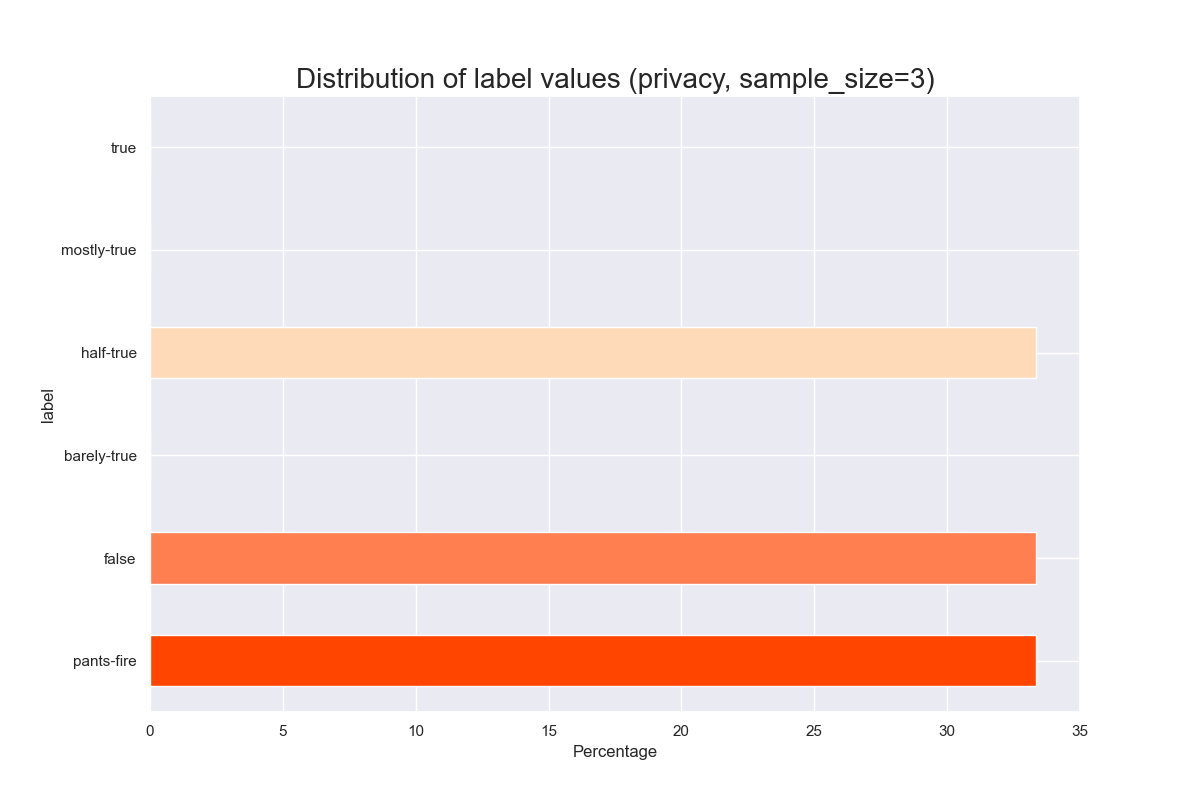 Distribution of label values (privacy, sample_size=3)
true
mostly-true
half-true
label
barely-true
false
pants-fire
0 5 10 15 20 25 30 35
Percentage